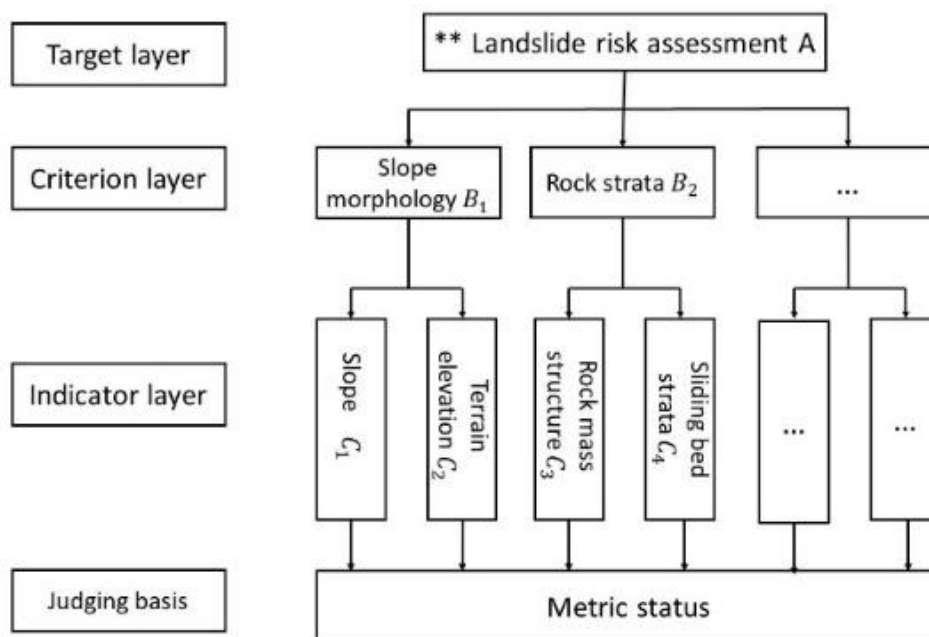 Target layer
** Landslide risk assessment A
Criterion layer
Slope
morphology B₁
Rock strata B₂
...
Indicator layer
Slope C₁
Terrain
elevation C₂
Rock mass
structure C₃
Sliding bed
strata C₄
...
...
Judging basis
Metric status